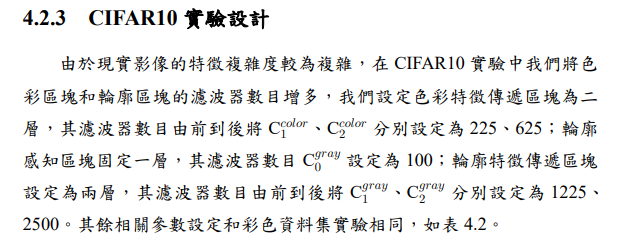 4.2.3 CIFAR10 實驗設計
由於現實影像的特徵複雜度較為複雜，在 CIFAR10 實驗中我們將色
彩區塊和輪廓區塊的濾波器數目增多，我們設定色彩特徵傳遞區塊為二
層，其濾波器數目由前到後將 C_1^{color}、C_2^{color} 分別設定為 225、625；輪廓
感知區塊固定一層，其濾波器數目 C_0^{gray} 設定為 100；輪廓特徵傳遞區塊
設定為兩層，其濾波器數目由前到後將 C_1^{gray}、C_2^{gray} 分別設定為 1225、
2500。其餘相關參數設定和彩色資料集實驗相同，如表 4.2。